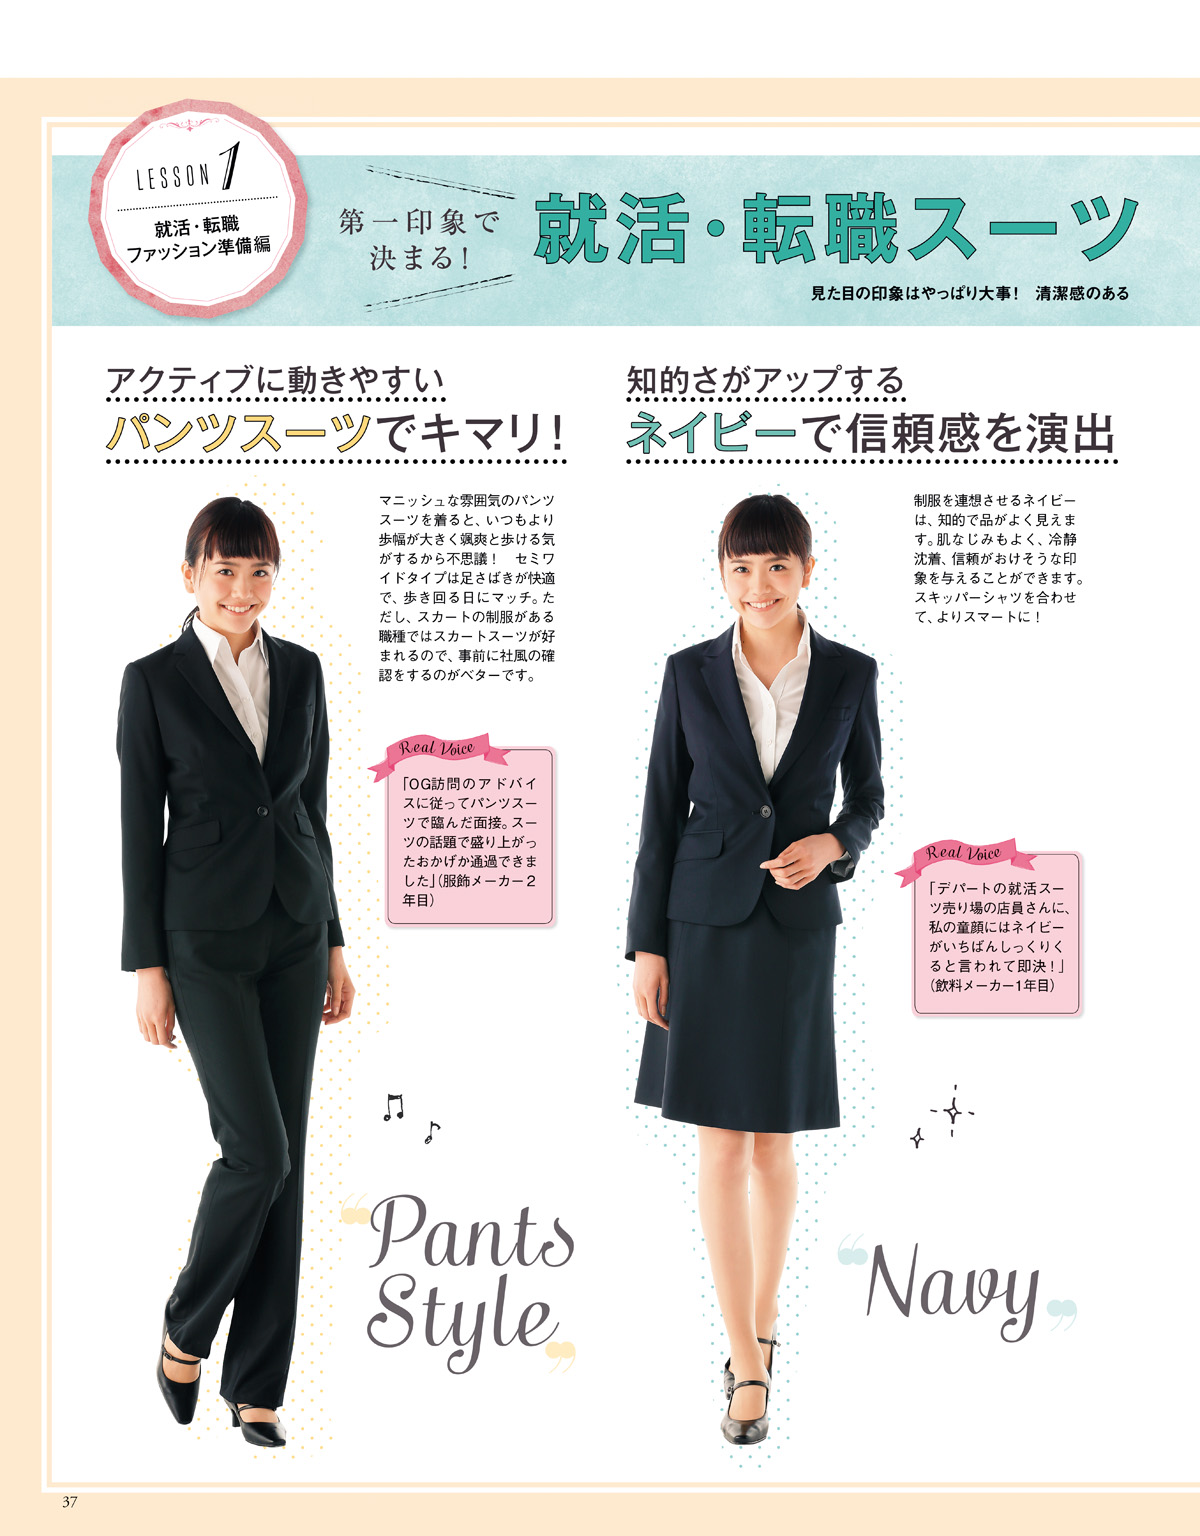 LESSON 1
就活・転職
ファッション準備編
第一印象で
決まる!
就活・転職スーツ
見た目の印象はやっぱり大事! 清潔感のある
アクティブに動きやすい
パンツスーツでキマリ!
マニッシュな雰囲気のパンツ
スーツを着ると、いつもより
歩幅が大きく颯爽と歩ける気
がするから不思議! セミワ
イドタイプは足さばきが快適
で、歩き回る日にマッチ。た
だし、スカートの制服がある
職種ではスカートスーツが好
まれるので、事前に社風の確
認をするのがベターです。
Real Voice
「OG訪問のアドバイ
スに従ってパンツスー
ツで臨んだ面接。スー
ツの話題で盛り上がっ
たおかげか通過できま
した」(服飾メーカー2
年目)
“Pants
Style”
知的さがアップする
ネイビーで信頼感を演出
制服を連想させるネイビー
は、知的で品がよく見えま
す。肌なじみもよく、冷静
沈着、信頼がおけそうな印
象を与えることができます。
スキッパーシャツを合わせ
て、よりスマートに!
Real Voice
「デパートの就活スー
ツ売り場の店員さんに、
私の童顔にはネイビー
がいちばんしっくりく
ると言われて即決!」
(飲料メーカー1年目)
“Navy”
37